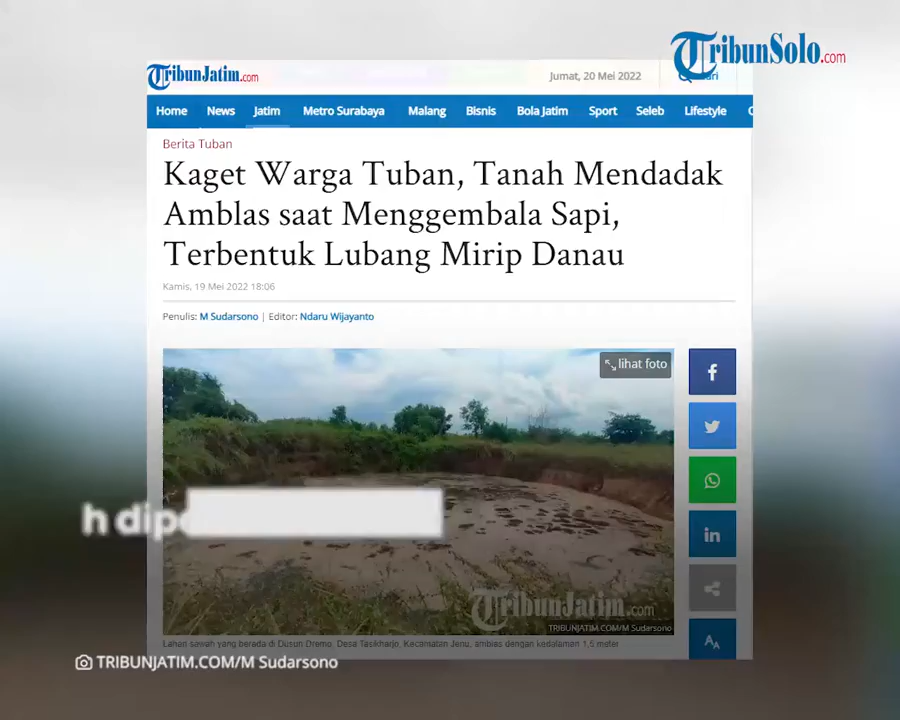 TribunSolo.com
TribunJatim.com
Jumat, 20 Mei 2022
Home News Jatim Metro Surabaya Malang Bisnis Bola Jatim Sport Seleb Lifestyle
Berita Tuban
Kaget Warga Tuban, Tanah Mendadak
Amblas saat Menggembala Sapi,
Terbentuk Lubang Mirip Danau
Kamis, 19 Mei 2022 18:06
Penulis: M Sudarsono | Editor: Ndaru Wijayanto
lihat foto
h dip
TribunJatim.com
TRIBUNJATIM.COM/M Sudarsono
Lahan sawah yang berada di Dusun Dremo, Desa Tasikharjo, Kecamatan Jenu, amblas dengan kedalaman 1,5 meter
TRIBUNJATIM.COM/M Sudarsono